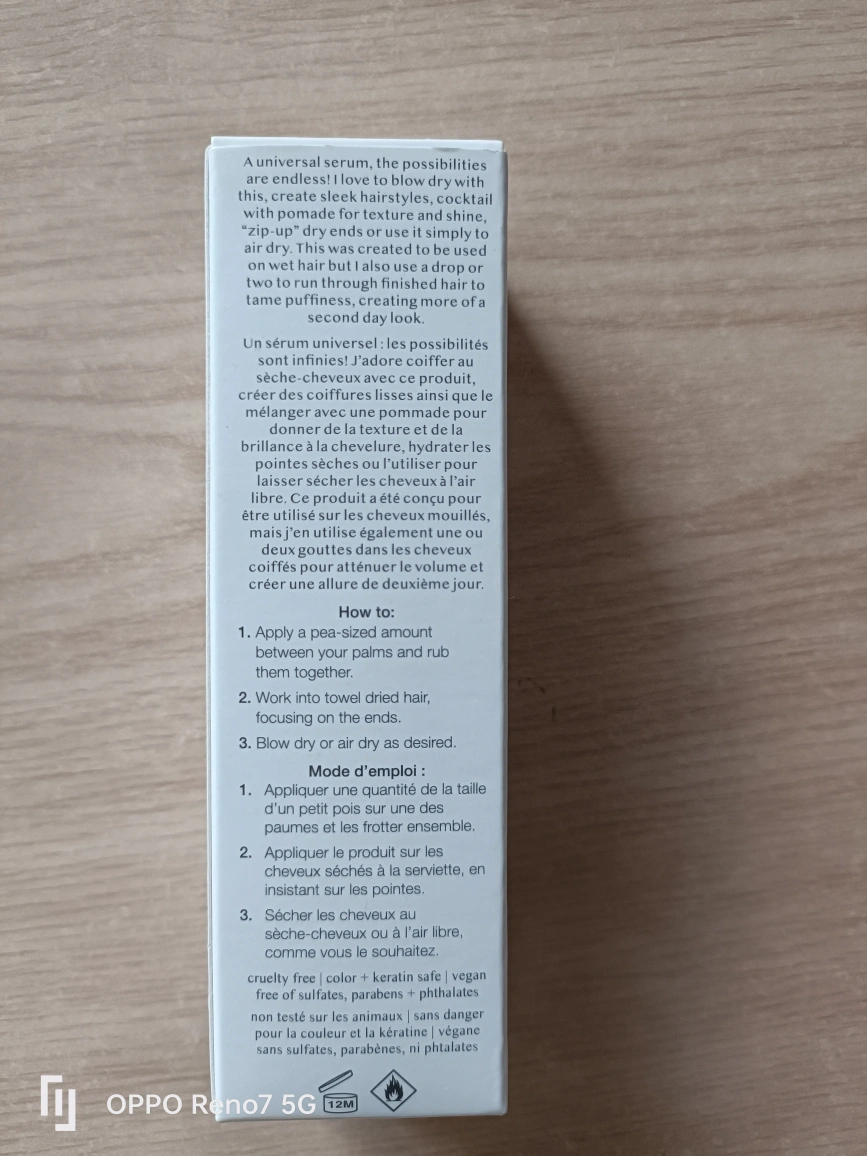 A universal serum, the possibilities
are endless! I love to blow dry with
this, create sleek hairstyles, cocktail
with pomade for texture and shine,
“zip-up” dry ends or use it simply to
air dry. This was created to be used
on wet hair but I also use a drop or
two to run through finished hair to
tame puffiness, creating more of a
second day look.
Un sérum universel : les possibilités
sont infinies! J’adore coiffer au
sèche-cheveux avec ce produit,
créer des coiffures lisses ainsi que le
mélanger avec une pommade pour
donner de la texture et de la
brillance à la chevelure, hydrater les
pointes sèches ou l’utiliser pour
laisser sécher les cheveux à l’air
libre. Ce produit a été conçu pour
être utilisé sur les cheveux mouillés,
mais j’en utilise également une ou
deux gouttes dans les cheveux
coiffés pour atténuer le volume et
créer une allure de deuxième jour.
How to:
1. Apply a pea-sized amount
between your palms and rub
them together.
2. Work into towel dried hair,
focusing on the ends.
3. Blow dry or air dry as desired.
Mode d’emploi :
1. Appliquer une quantité de la taille
d’un petit pois sur une des
paumes et les frotter ensemble.
2. Appliquer le produit sur les
cheveux séchés à la serviette, en
insistant sur les pointes.
3. Sécher les cheveux au
sèche-cheveux ou à l’air libre,
comme vous le souhaitez.
cruelty free | color + keratin safe | vegan
free of sulfates, parabens + phthalates
non testé sur les animaux | sans danger
pour la couleur et la kératine | végane
sans sulfates, parabènes, ni phtalates
12M
OPPO Reno7 5G